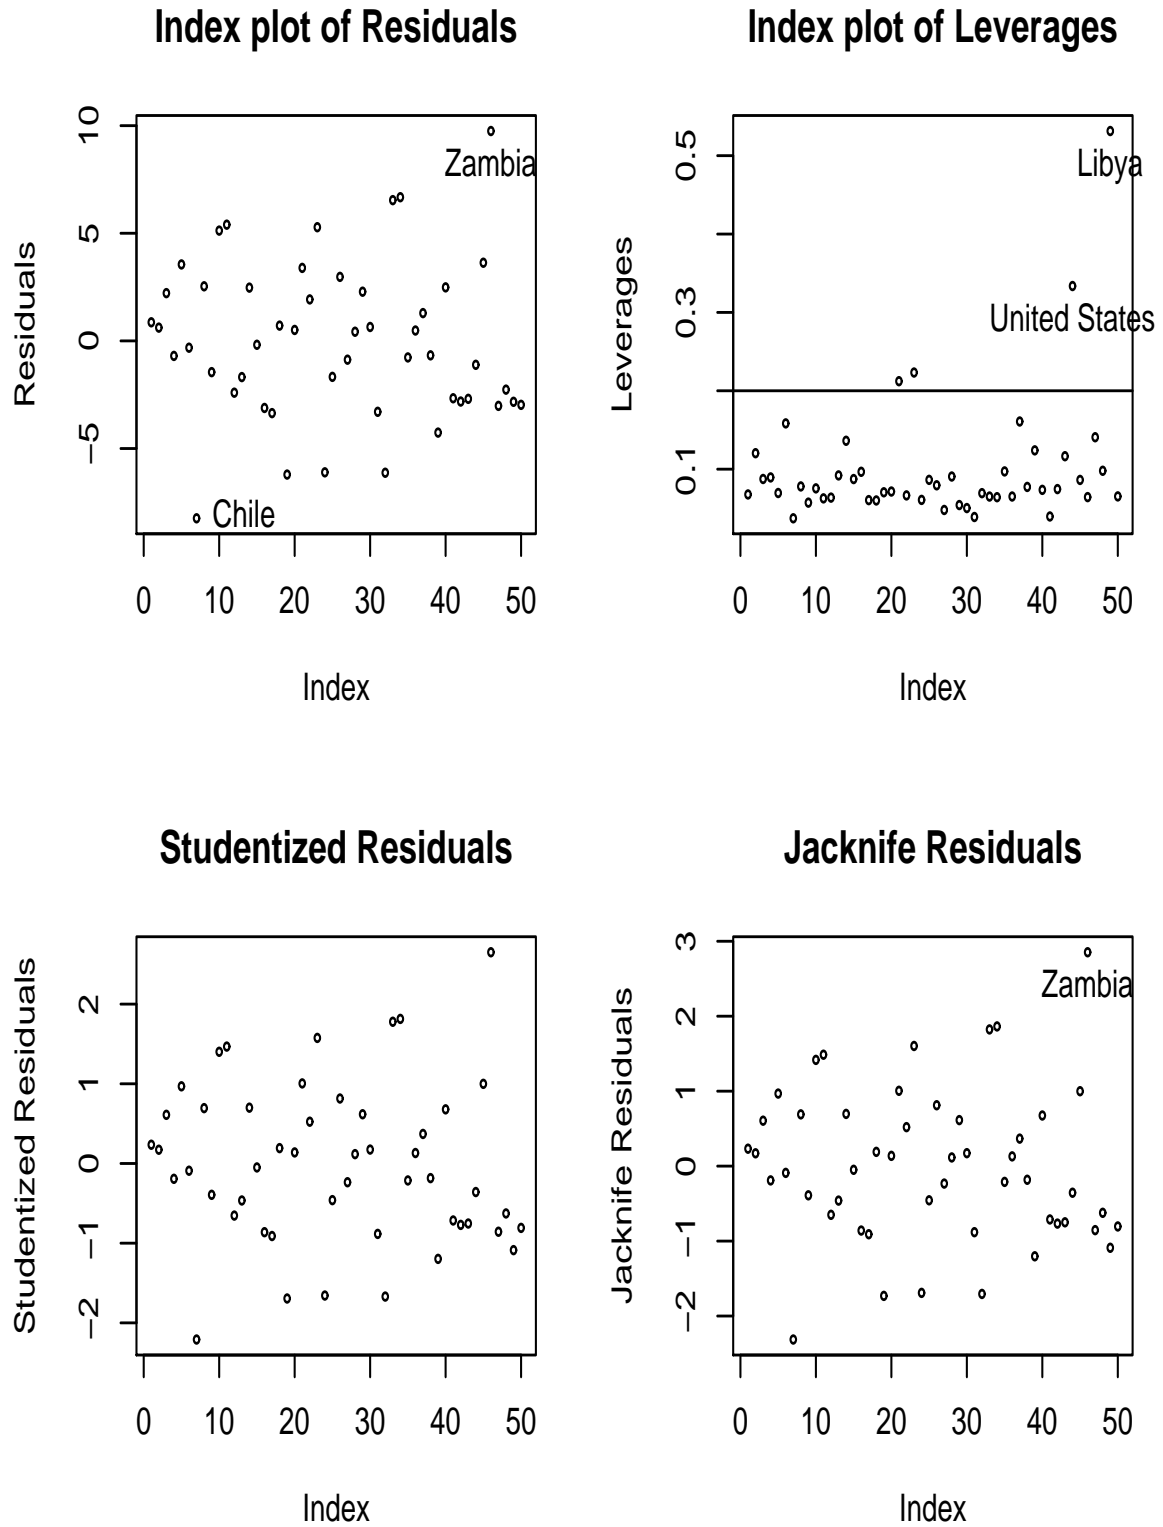 Index plot of Residuals
Residuals
10
5
0
−5
Zambia
Chile
0 10 20 30 40 50
Index
Index plot of Leverages
Leverages
0.5
0.3
0.1
Libya
United States
0 10 20 30 40 50
Index
Studentized Residuals
Studentized Residuals
2
1
0
−1
−2
0 10 20 30 40 50
Index
Jacknife Residuals
Jacknife Residuals
3
2
1
0
−1
−2
Zambia
0 10 20 30 40 50
Index